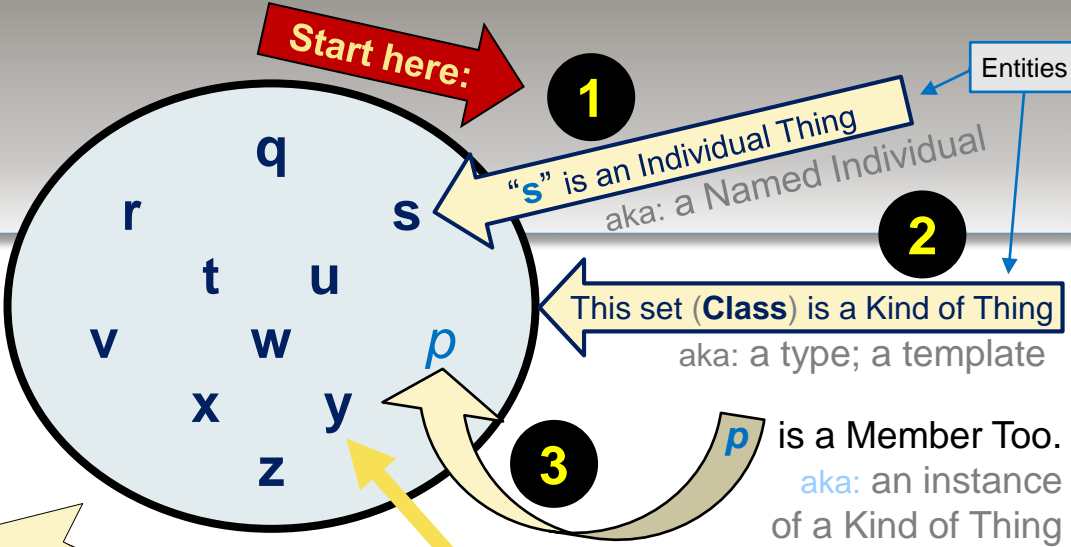 Start here:
1
Entities
“s” is an Individual Thing
aka: a Named Individual
q
r s
2
t u
This set (Class) is a Kind of Thing
v w p
aka: a type; a template
x y
p is a Member Too.
3
z
aka: an instance
of a Kind of Thing